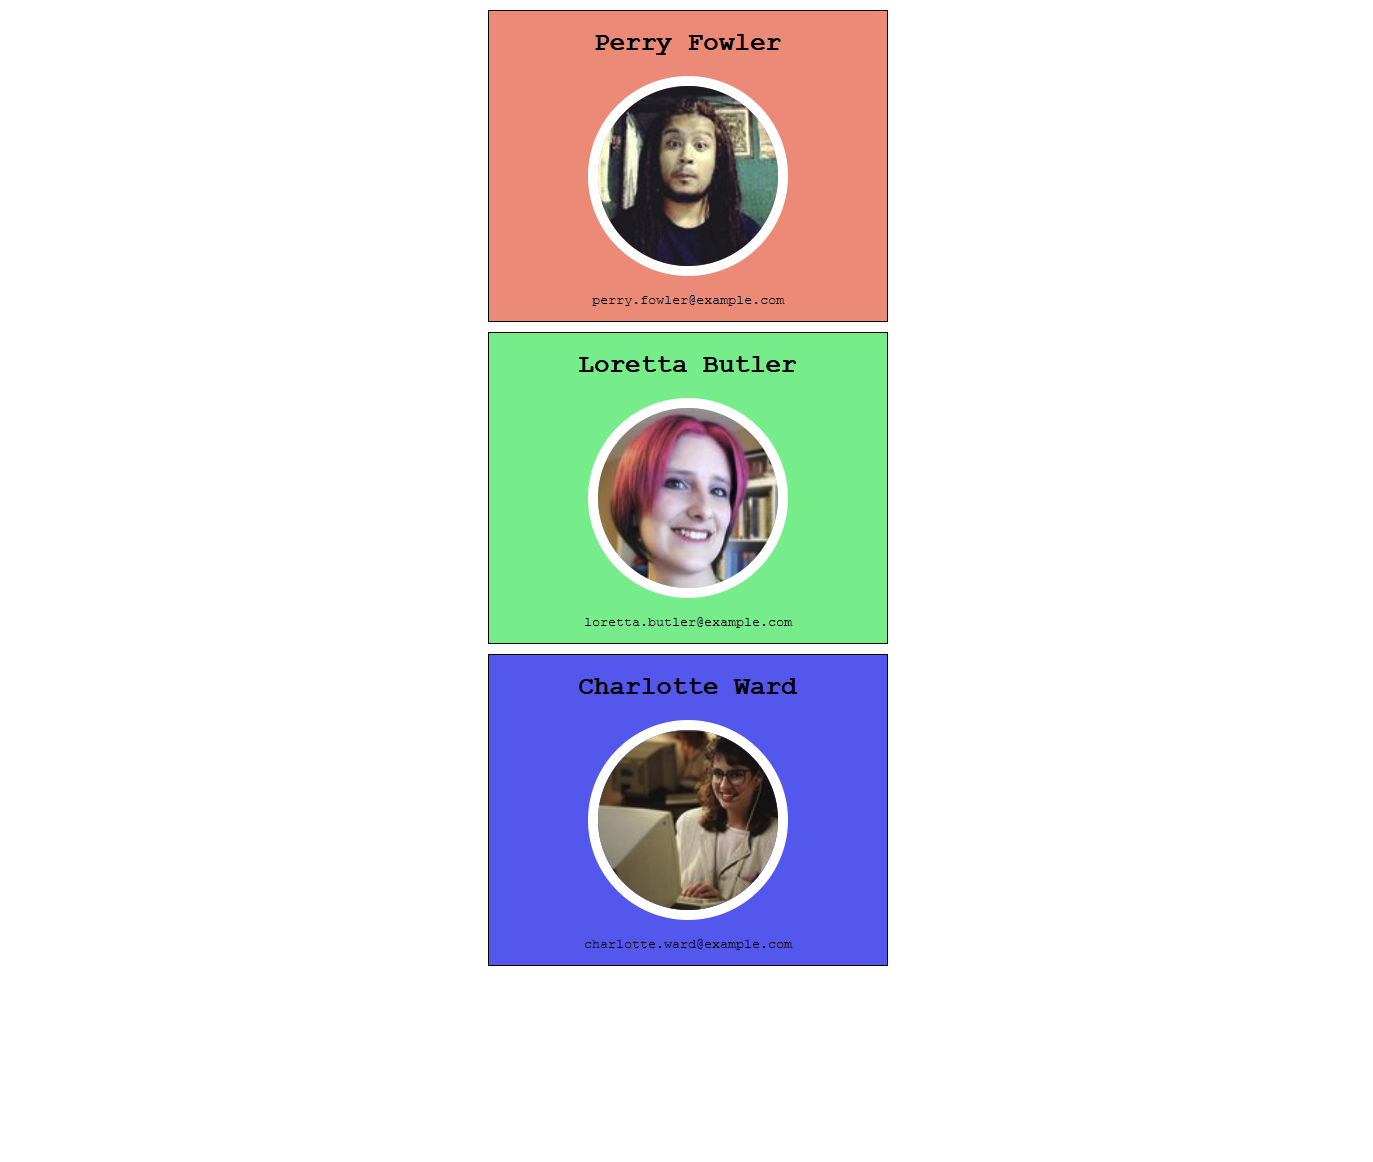 Perry Fowler
perry.fowler@example.com
Loretta Butler
loretta.butler@example.com
Charlotte Ward
charlotte.ward@example.com